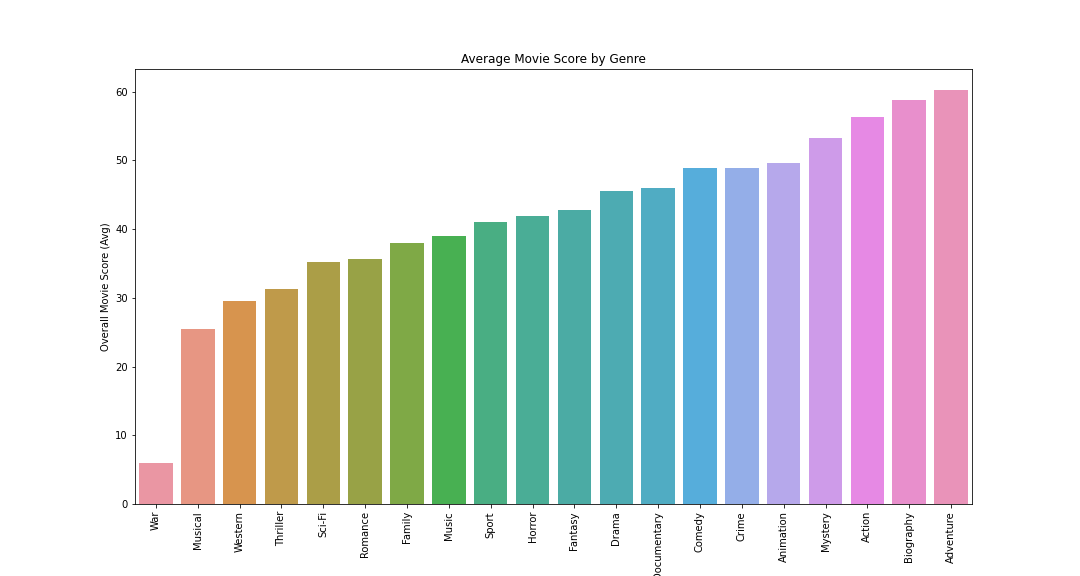 Average Movie Score by Genre
Overall Movie Score (Avg)
60
50
40
30
20
10
0
War
Musical
Western
Thriller
Sci-Fi
Romance
Family
Music
Sport
Horror
Fantasy
Drama
Documentary
Comedy
Crime
Animation
Mystery
Action
Biography
Adventure